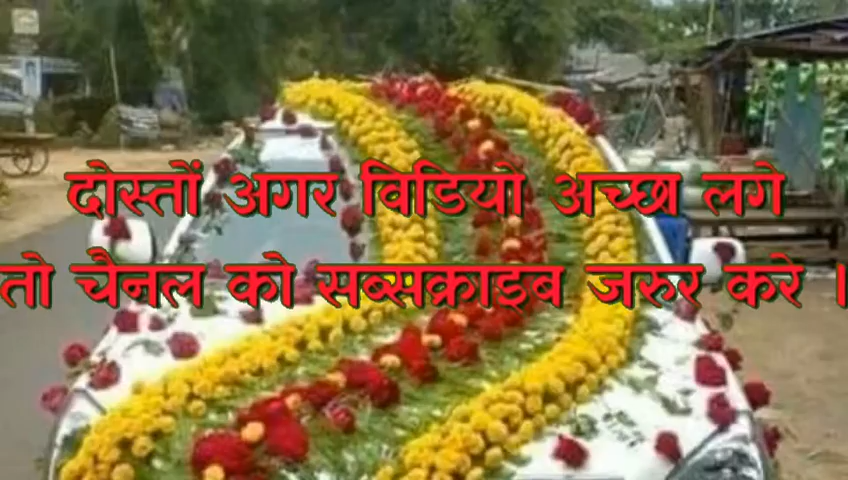 दोस्तों अगर विडियो अच्छा लगे
तो चैनल को सब्सक्राइब जरुर करे ।